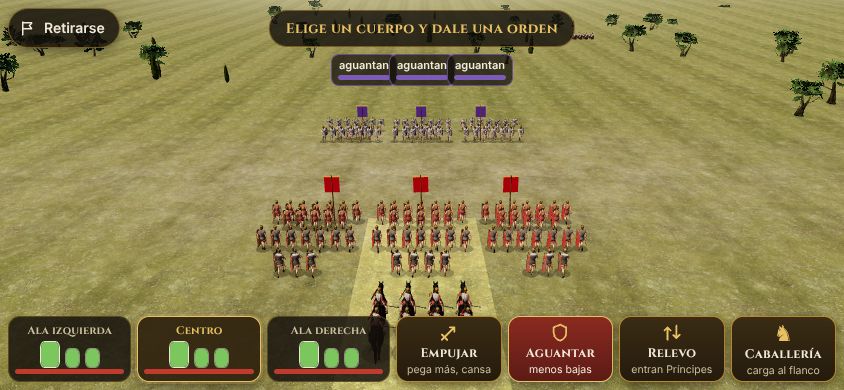 Retirarse
Elige un cuerpo y dale una orden
aguantan aguantan aguantan
Ala izquierda
Centro
Ala derecha
Empujar
pega más, cansa
Aguantar
menos bajas
Relevo
entran Príncipes
Caballería
carga al flanco